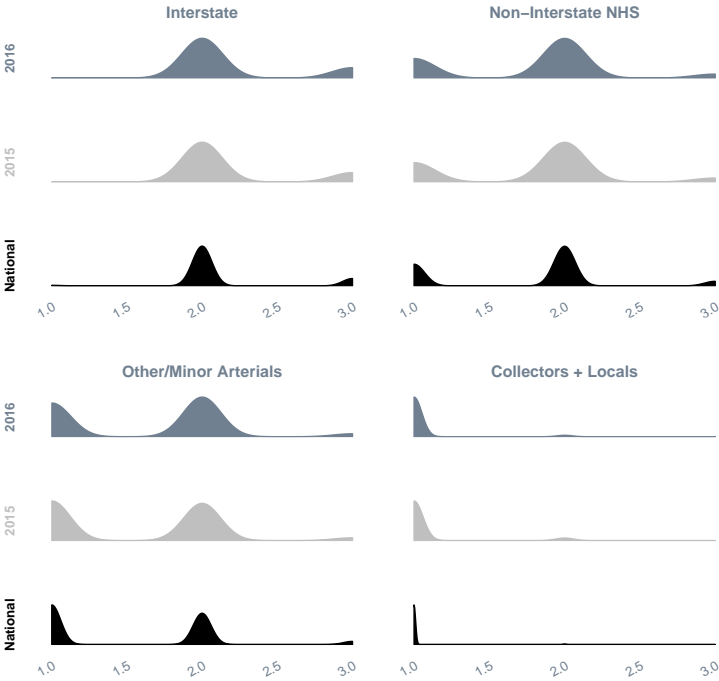 Interstate
Non–Interstate NHS
2016
2015
National
1.0 1.5 2.0 2.5 3.0
1.0 1.5 2.0 2.5 3.0
Other/Minor Arterials
Collectors + Locals
2016
2015
National
1.0 1.5 2.0 2.5 3.0
1.0 1.5 2.0 2.5 3.0